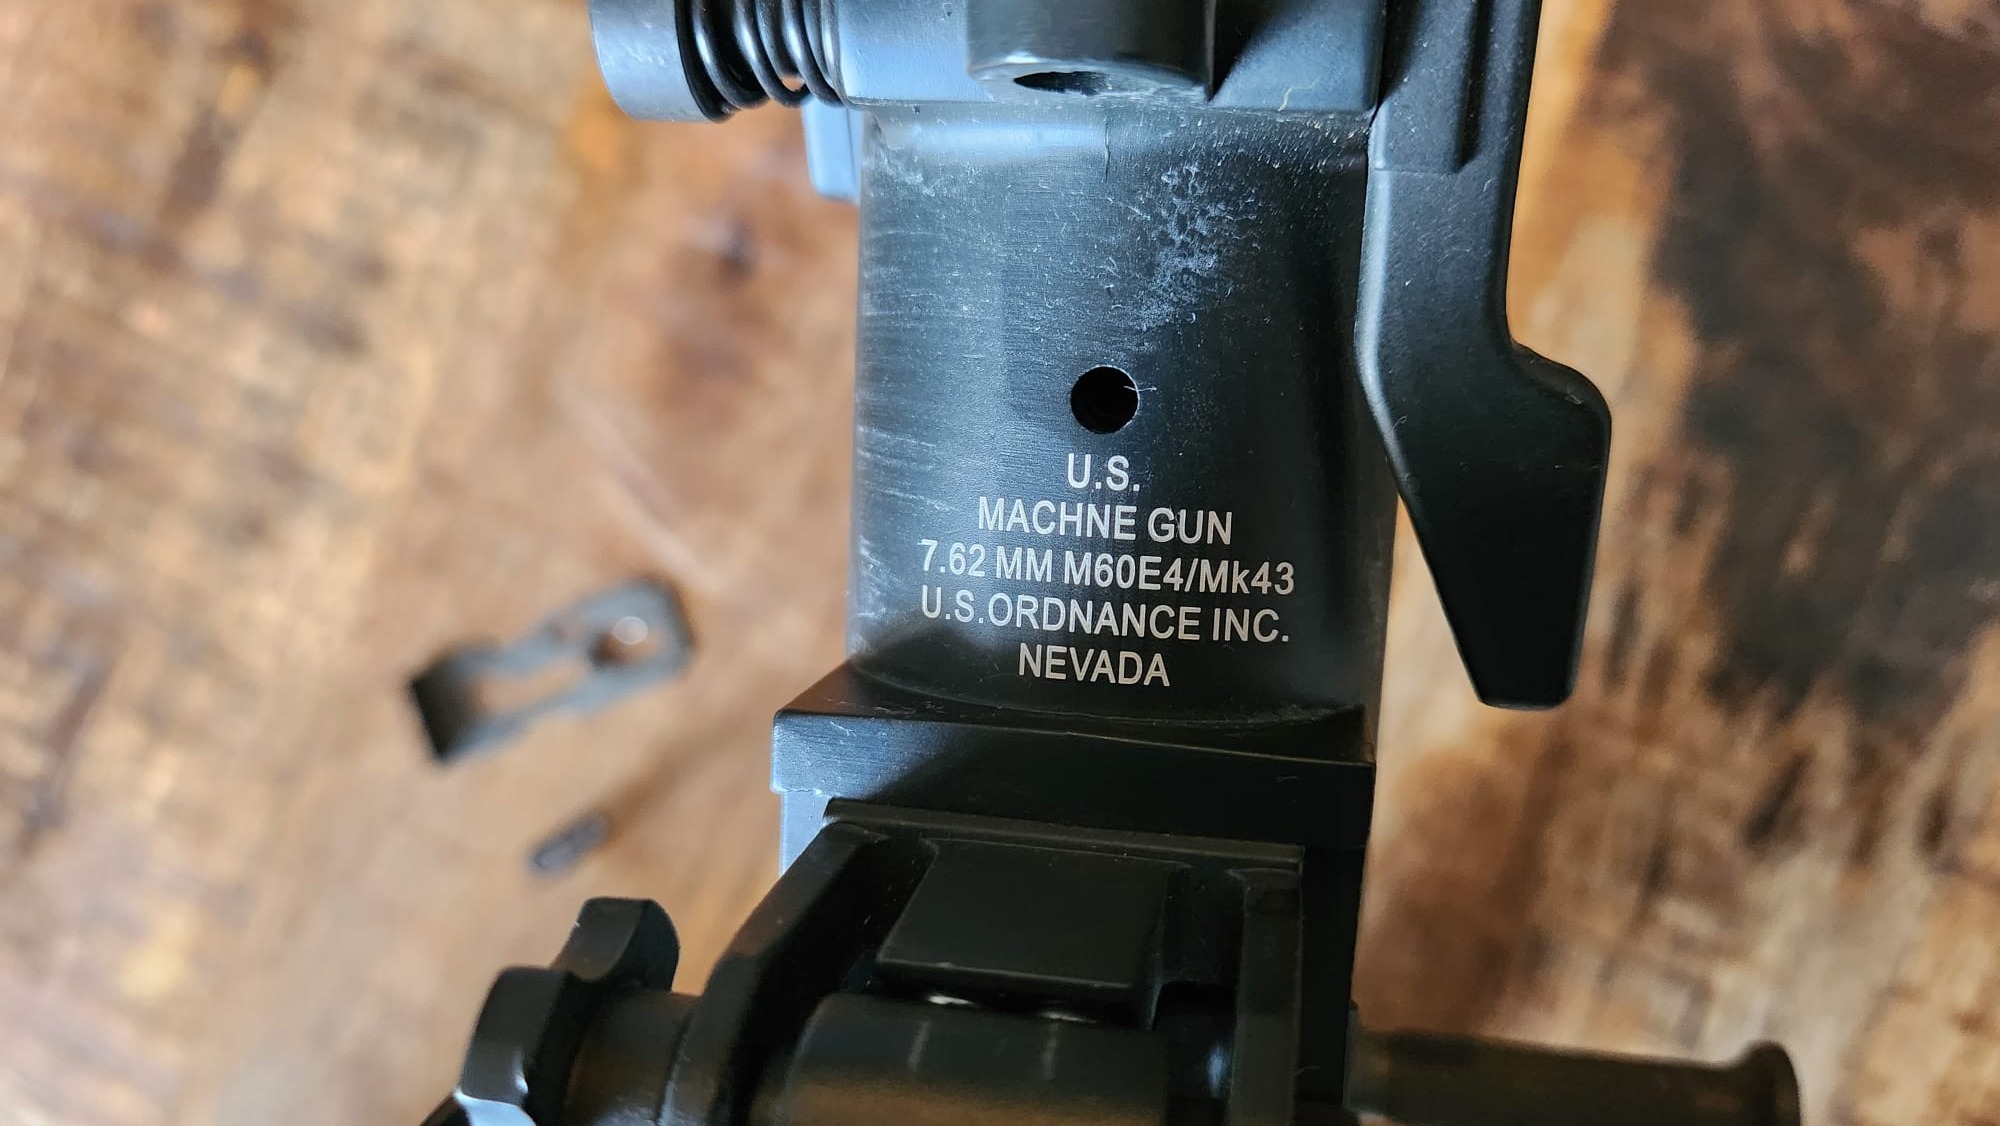 U.S.
MACHNE GUN
7.62 MM M60E4/Mk43
U.S.ORDNANCE INC.
NEVADA